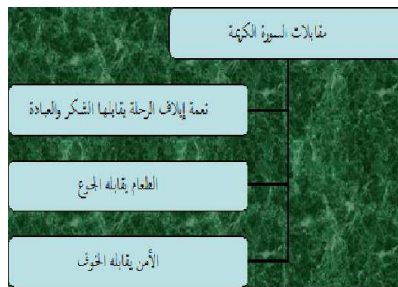 مقابلات السورة الكريمة
نعمة إيلاف الرحلة يقابلها الشكر والعبادة
الطعام يقابله الجوع
الأمن يقابله الخوف